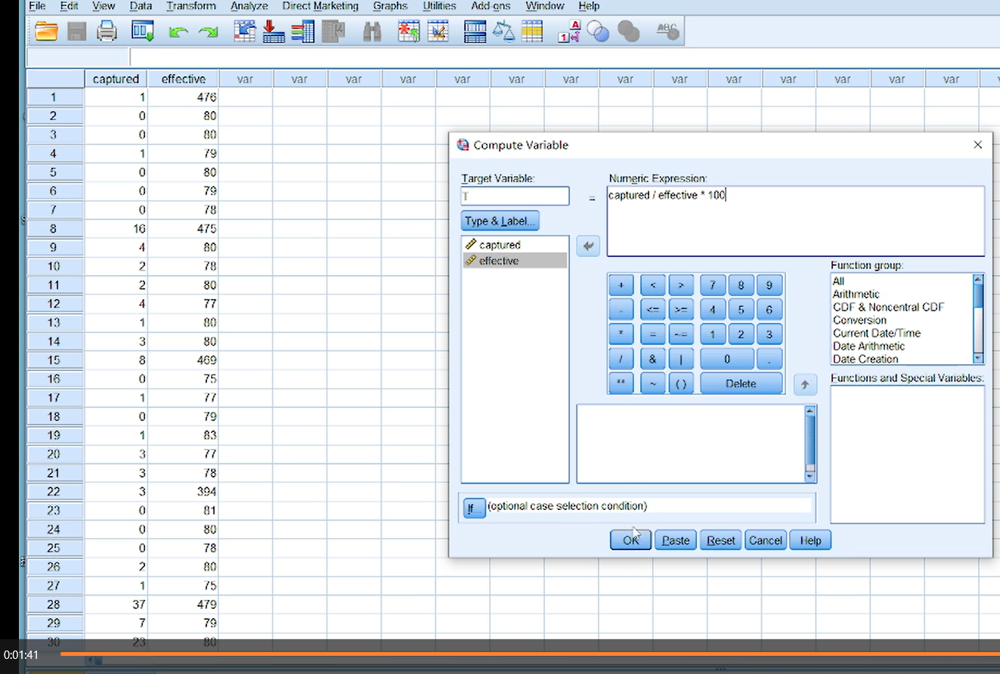 File Edit View Data Transform Analyze Direct Marketing Graphs Utilities Add-ons Window Help
captured effective var var var var var var var var var var var var var var
1 1 476
2 0 80
3 0 80
4 1 79
5 0 80
6 0 79
7 0 78
8 16 475
9 4 80
10 2 78
11 2 80
12 4 77
13 1 80
14 3 80
15 8 469
16 0 75
17 1 77
18 0 79
19 1 83
20 3 77
21 3 78
22 3 394
23 0 81
24 0 80
25 0 78
26 2 80
27 1 75
28 37 479
29 7 79
30 23 80
Compute Variable
Target Variable:
T
=
Numeric Expression:
captured / effective * 100
Type & Label...
captured
effective
+ < > 7 8 9
- <= >= 4 5 6
* = ~= 1 2 3
/ & | 0 .
** ~ () Delete
Function group:
All
Arithmetic
CDF & Noncentral CDF
Conversion
Current Date/Time
Date Arithmetic
Date Creation
Functions and Special Variables:
If... (optional case selection condition)
OK Paste Reset Cancel Help
0:01:41